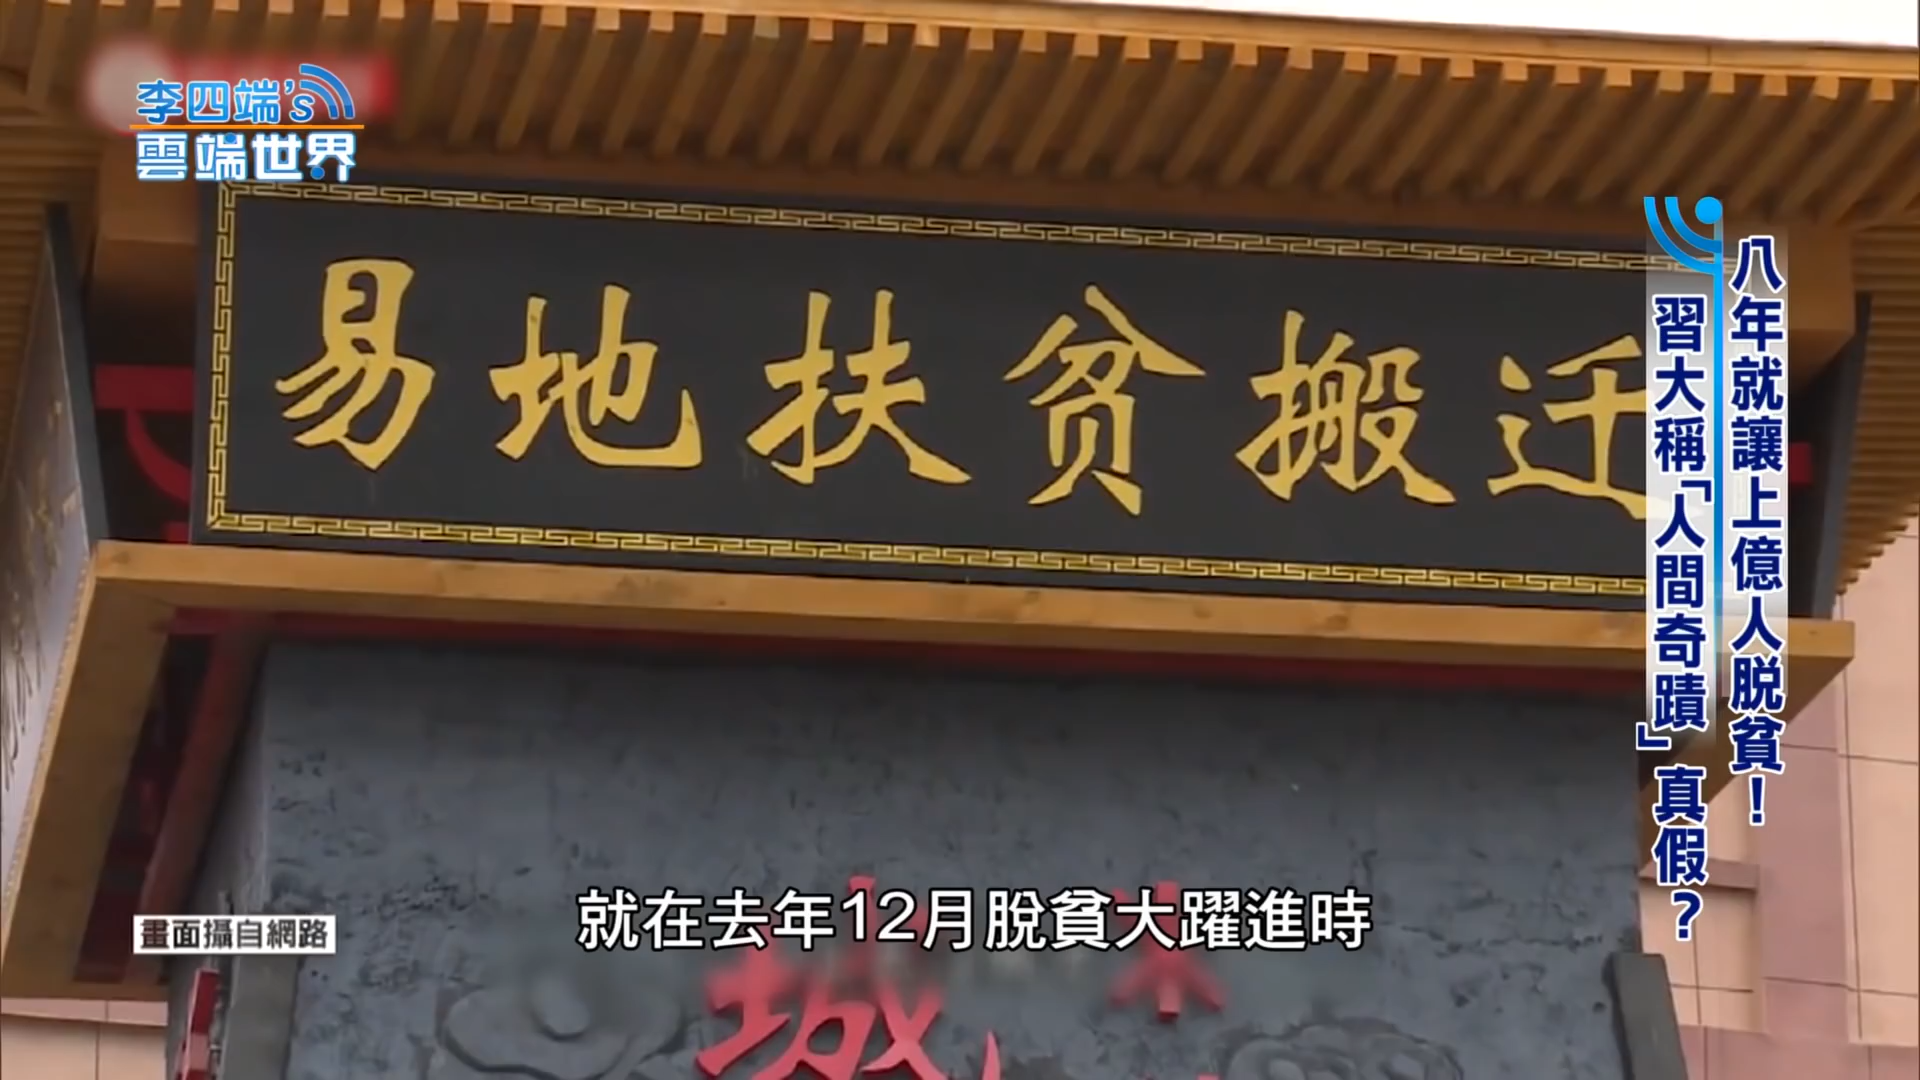 李四端's
雲端世界
易地扶贫搬迁
八年就讓上億人脫貧!
習大稱「人間奇蹟」真假?
就在去年12月脫貧大躍進時
畫面攝自網路
城